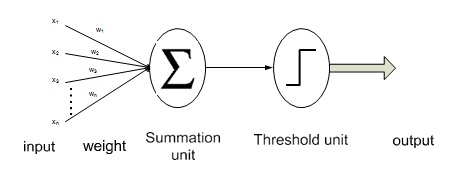 x₁
w₁
x₂
w₂
x₃
w₃
wₙ
xₙ
Σ
input
weight
Summation
unit
Threshold unit
output